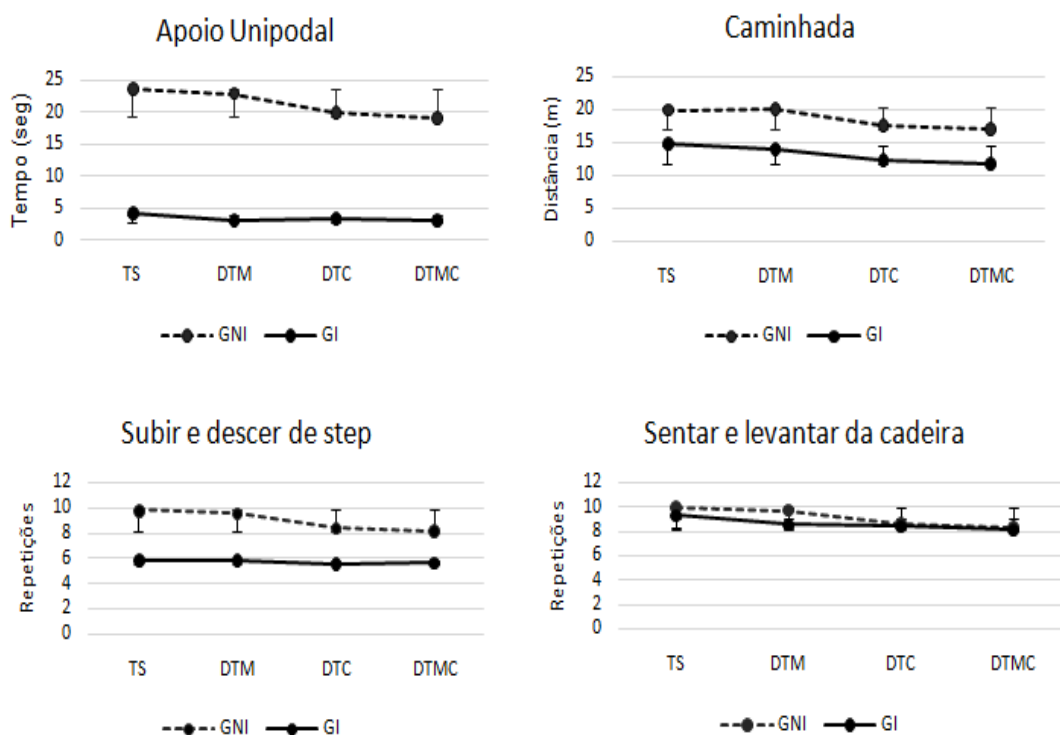 Apoio Unipodal
Tempo (seg)
25
20
15
10
5
0
TS DTM DTC DTMC
GNI GI
Caminhada
Distância (m)
25
20
15
10
5
0
TS DTM DTC DTMC
GNI GI
Subir e descer de step
Repetições
12
10
8
6
4
2
0
TS DTM DTC DTMC
GNI GI
Sentar e levantar da cadeira
Repetições
12
10
8
6
4
2
0
TS DTM DTC DTMC
GNI GI